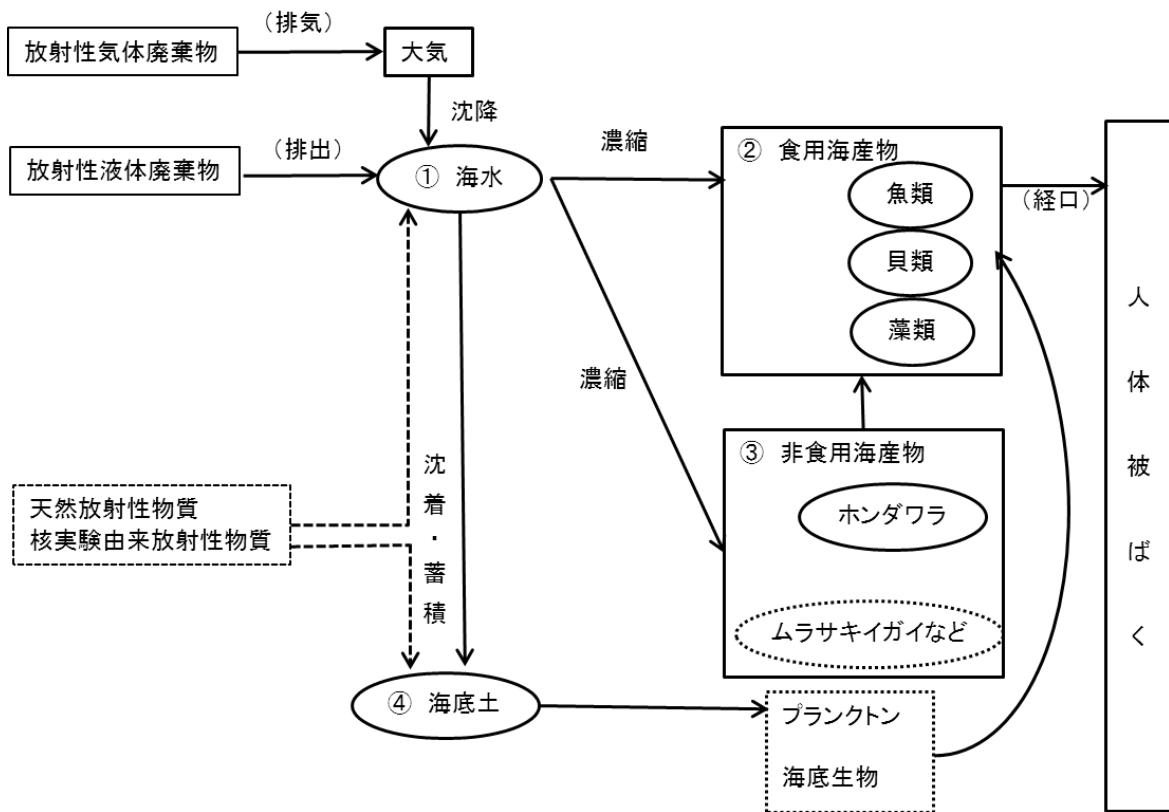 （排気）
放射性気体廃棄物
大気
沈降
（排出）
放射性液体廃棄物
① 海水
濃縮
② 食用海産物
魚類
貝類
藻類
（経口）
人体被ばく
濃縮
③ 非食用海産物
ホンダワラ
ムラサキイガイなど
天然放射性物質
核実験由来放射性物質
沈着・蓄積
④ 海底土
プランクトン
海底生物